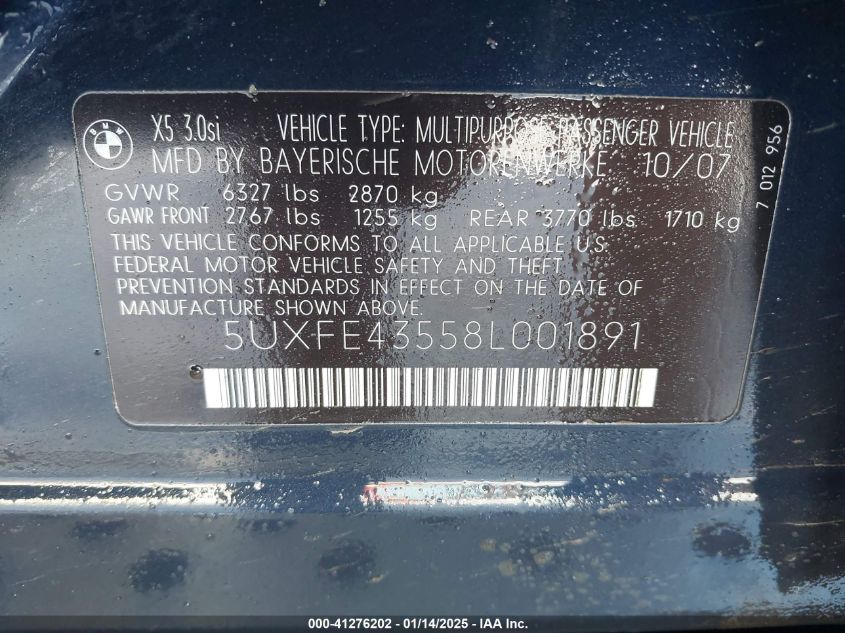 BMW
X5 3.0si VEHICLE TYPE: MULTIPURPOSE PASSENGER VEHICLE
MFD BY BAYERISCHE MOTORENWERKE 10/07
GVWR 6327 lbs 2870 kg
GAWR FRONT 2767 lbs 1255 kg REAR 3770 lbs 1710 kg
THIS VEHICLE CONFORMS TO ALL APPLICABLE U.S.
FEDERAL MOTOR VEHICLE SAFETY AND THEFT
PREVENTION STANDARDS IN EFFECT ON THE DATE OF
MANUFACTURE SHOWN ABOVE.
5UXFE43558L001891
7 012 956
000-41276202 - 01/14/2025 - IAA Inc.